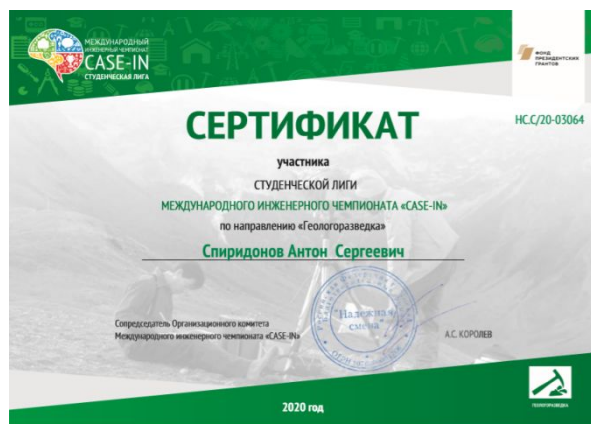 МЕЖДУНАРОДНЫЙ
ИНЖЕНЕРНЫЙ ЧЕМПИОНАТ
CASE-IN
СТУДЕНЧЕСКАЯ ЛИГА
ФОНД
ПРЕЗИДЕНТСКИХ
ГРАНТОВ
НС.С/20-03064
СЕРТИФИКАТ
участника
СТУДЕНЧЕСКОЙ ЛИГИ
МЕЖДУНАРОДНОГО ИНЖЕНЕРНОГО ЧЕМПИОНАТА «CASE-IN»
по направлению «Геологоразведка»
Спиридонов Антон Сергеевич
"Надежная
смена"
Сопредседатель Организационного комитета
Международного инженерного чемпионата «CASE-IN»
А.С. КОРОЛЕВ
2020 год
ГЕОЛОГОРАЗВЕДКА